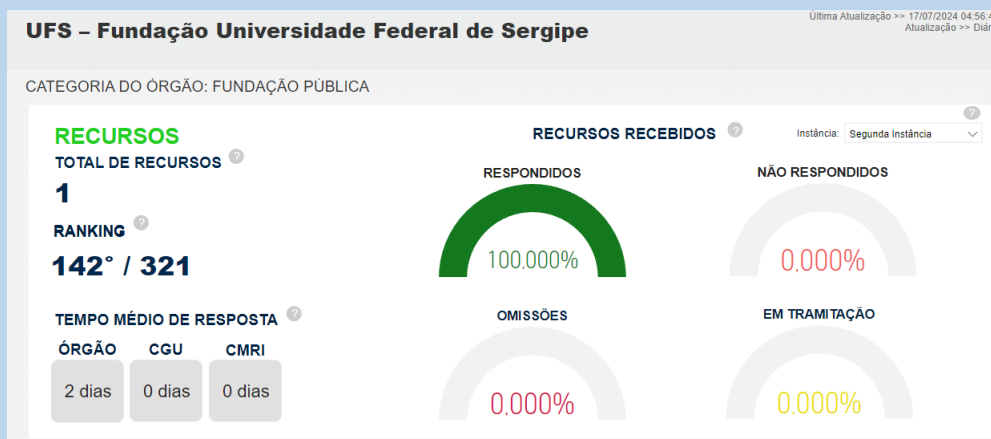 UFS – Fundação Universidade Federal de Sergipe
Última Atualização >> 17/07/2024 04:56:4
Atualização >> Diár
CATEGORIA DO ÓRGÃO: FUNDAÇÃO PÚBLICA
RECURSOS
TOTAL DE RECURSOS ?
1
RANKING ?
142° / 321
TEMPO MÉDIO DE RESPOSTA ?
ÓRGÃO CGU CMRI
2 dias 0 dias 0 dias
RECURSOS RECEBIDOS ?
?
Instância: Segunda Instância
RESPONDIDOS
100,000%
NÃO RESPONDIDOS
0,000%
OMISSÕES
0,000%
EM TRAMITAÇÃO
0,000%